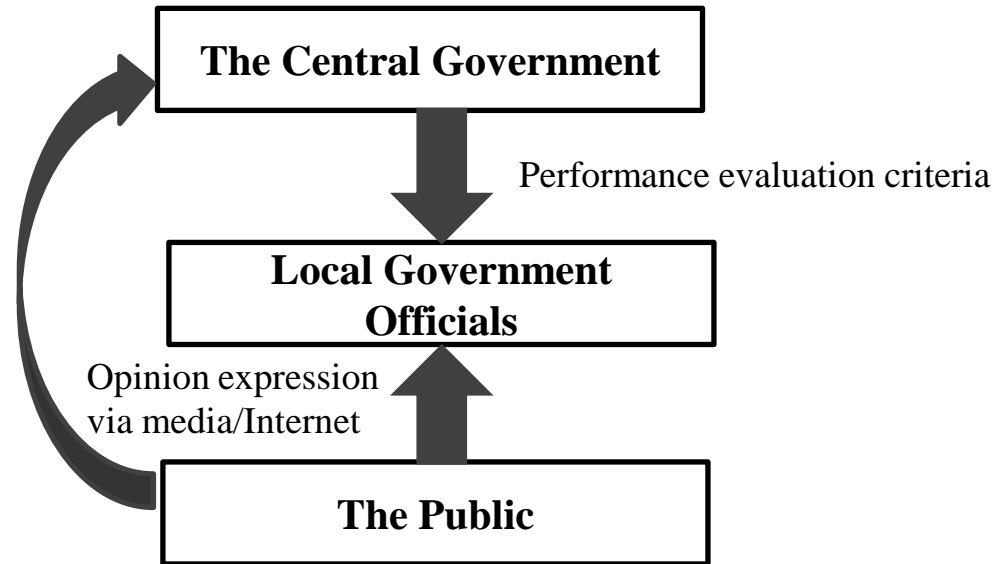 The Central Government
Performance evaluation criteria
Local Government
Officials
Opinion expression
via media/Internet
The Public